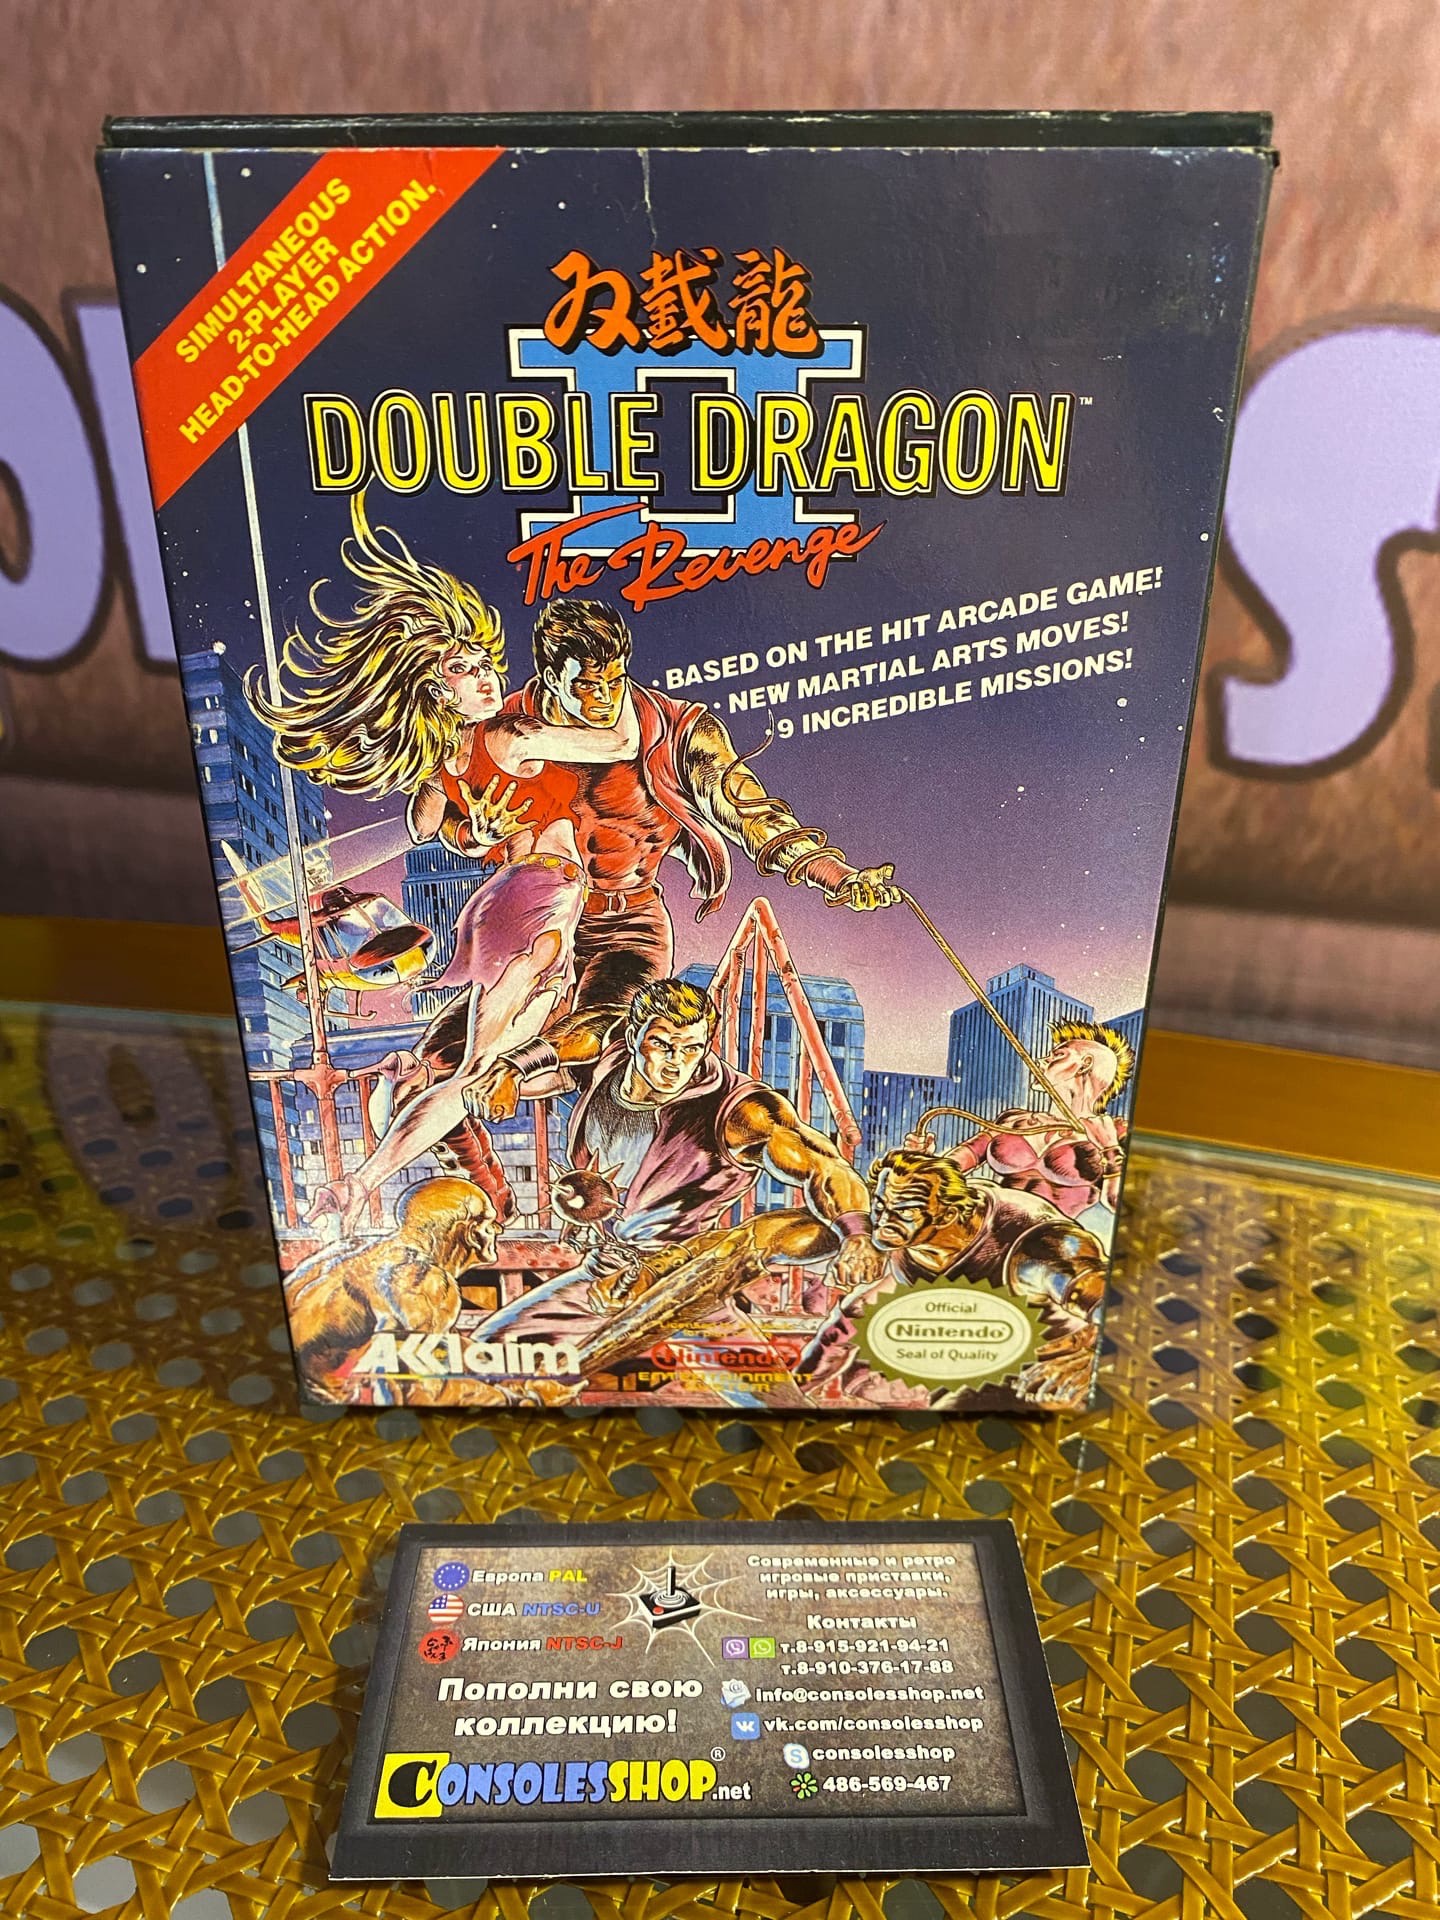 SIMULTANEOUS
2-PLAYER
HEAD-TO-HEAD ACTION.
双截龍
II
DOUBLE DRAGON™
The Revenge
• BASED ON THE HIT ARCADE GAME!
• NEW MARTIAL ARTS MOVES!
• 9 INCREDIBLE MISSIONS!
AKKlaim
Nintendo
ENTERTAINMENT
SYSTEM
Official
Nintendo
Seal of Quality
Европа PAL
США NTSC-U
Япония NTSC-J
Пополни свою
коллекцию!
CONSOLESSHOP.net®
Современные и ретро
игровые приставки,
игры, аксессуары.
Контакты
т.8-915-921-94-21
т.8-910-376-17-88
info@consolesshop.net
vk.com/consolesshop
consolesshop
486-569-467